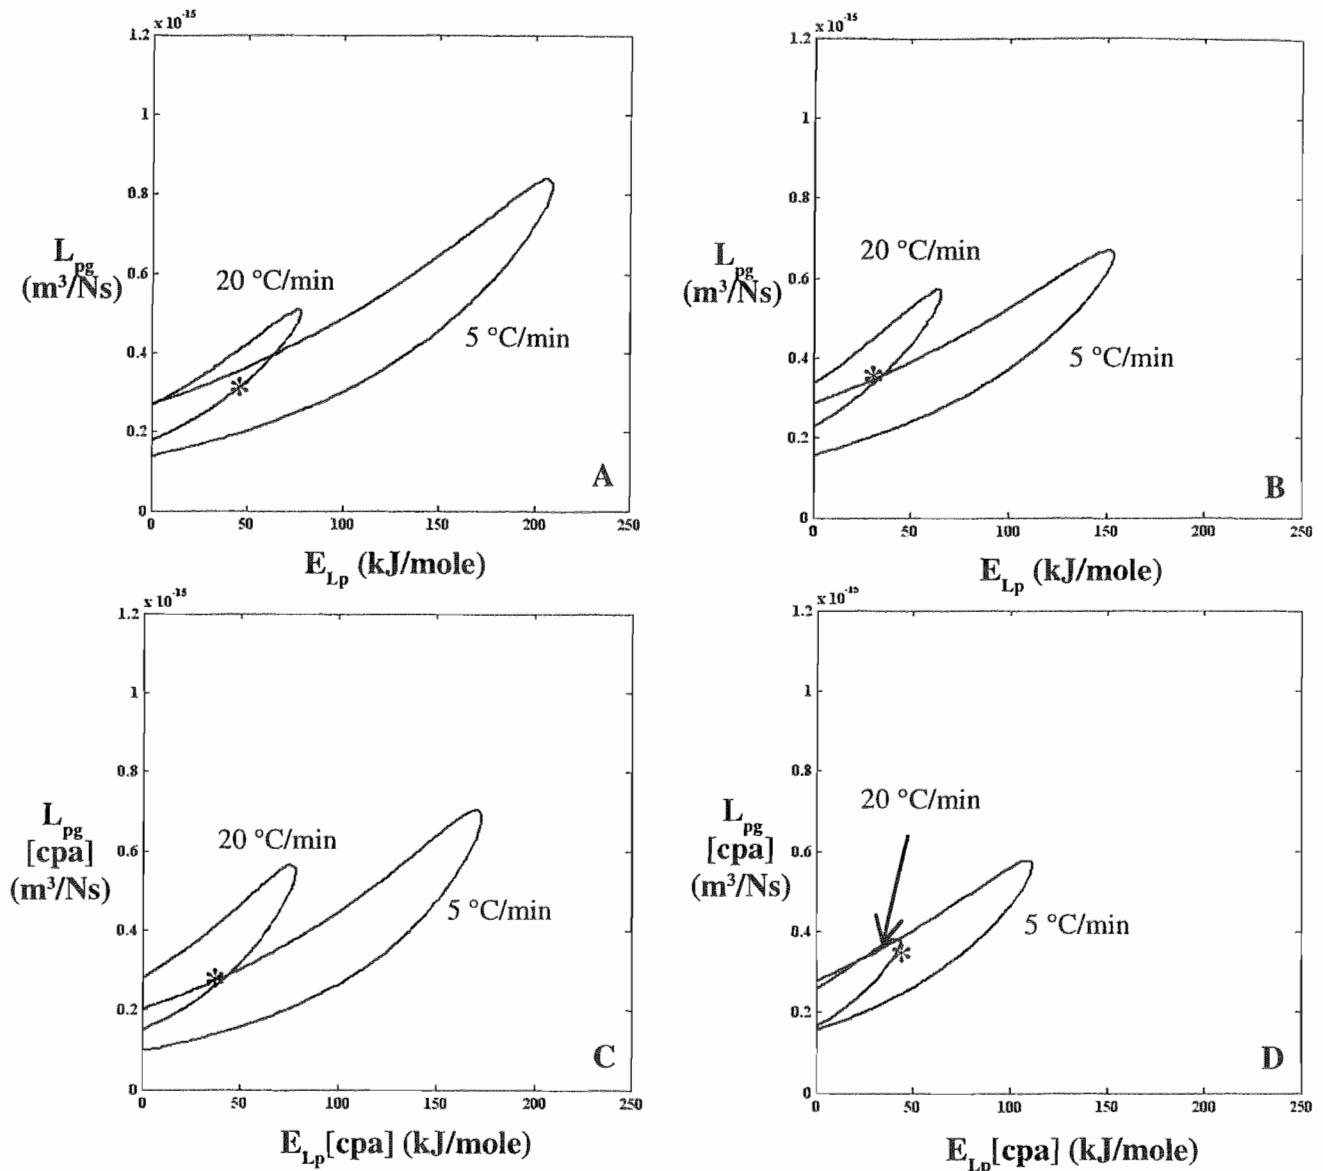 x 10⁻¹⁵
1.2
1
0.8
0.6
0.4
0.2
0
L_pg
(m³/Ns)
20 °C/min
5 °C/min
*
A
0 50 100 150 200 250
E_Lp (kJ/mole)
x 10⁻¹⁵
1.2
1
0.8
0.6
0.4
0.2
0
L_pg
(m³/Ns)
20 °C/min
5 °C/min
*
B
0 50 100 150 200 250
E_Lp (kJ/mole)
x 10⁻¹⁵
1.2
1
0.8
0.6
0.4
0.2
0
L_pg
[cpa]
(m³/Ns)
20 °C/min
5 °C/min
*
C
0 50 100 150 200 250
E_Lp[cpa] (kJ/mole)
x 10⁻¹⁵
1.2
1
0.8
0.6
0.4
0.2
0
L_pg
[cpa]
(m³/Ns)
20 °C/min
5 °C/min
*
D
0 50 100 150 200 250
E_Lp[cpa] (kJ/mole)